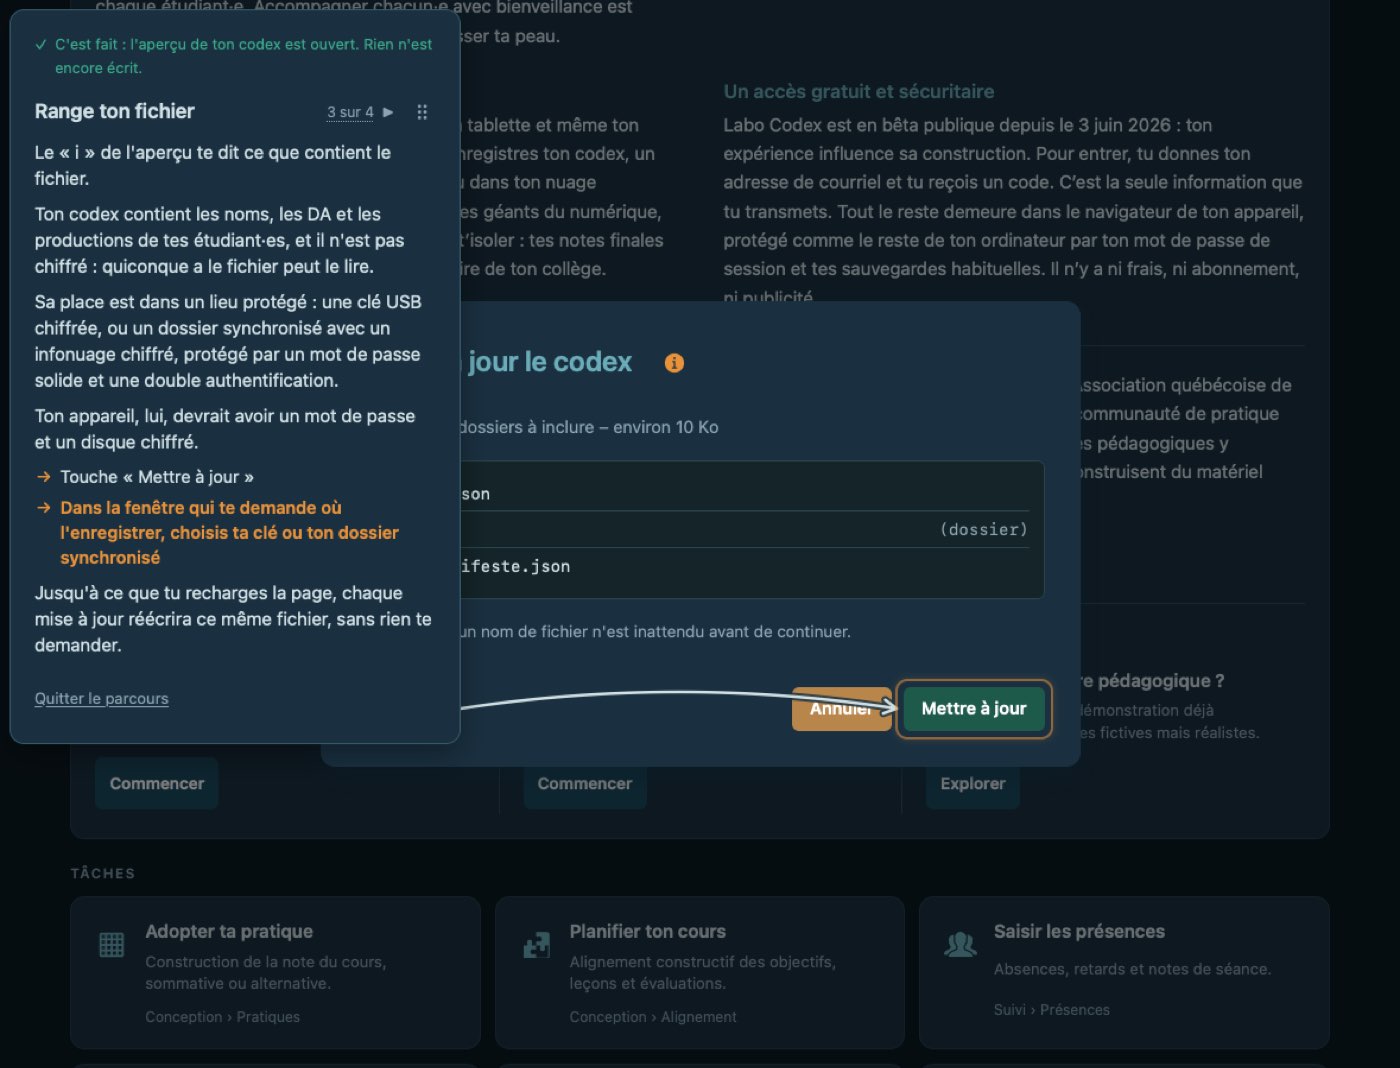 chaque étudiant·e. Accompagner chacun·e avec bienveillance est
sser ta peau.
✓ C'est fait : l'aperçu de ton codex est ouvert. Rien n'est
encore écrit.
Range ton fichier
3 sur 4 ►
Le « i » de l'aperçu te dit ce que contient le
fichier.
Ton codex contient les noms, les DA et les
productions de tes étudiant·es, et il n'est pas
chiffré : quiconque a le fichier peut le lire.
Sa place est dans un lieu protégé : une clé USB
chiffrée, ou un dossier synchronisé avec un
infonuage chiffré, protégé par un mot de passe
solide et une double authentification.
Ton appareil, lui, devrait avoir un mot de passe
et un disque chiffré.
→ Touche « Mettre à jour »
→ Dans la fenêtre qui te demande où
l'enregistrer, choisis ta clé ou ton dossier
synchronisé
Jusqu'à ce que tu recharges la page, chaque
mise à jour réécrira ce même fichier, sans rien te
demander.
Quitter le parcours
tablette et même ton
nregistres ton codex, un
dans ton nuage
es géants du numérique,
t'isoler : tes notes finales
ire de ton collège.
Un accès gratuit et sécuritaire
Labo Codex est en bêta publique depuis le 3 juin 2026 : ton
expérience influence sa construction. Pour entrer, tu donnes ton
adresse de courriel et tu reçois un code. C’est la seule information que
tu transmets. Tout le reste demeure dans le navigateur de ton appareil,
protégé comme le reste de ton ordinateur par ton mot de passe de
session et tes sauvegardes habituelles. Il n’y a ni frais, ni abonnement,
ni publicité
jour le codex
i
dossiers à inclure – environ 10 Ko
son
(dossier)
ifeste.json
un nom de fichier n'est inattendu avant de continuer.
Annuler
Mettre à jour
Association québécoise de
communauté de pratique
es pédagogiques y
onstruisent du matériel
re pédagogique ?
démonstration déjà
es fictives mais réalistes.
Commencer
Commencer
Explorer
TÂCHES
Adopter ta pratique
Construction de la note du cours,
sommative ou alternative.
Conception › Pratiques
Planifier ton cours
Alignement constructif des objectifs,
leçons et évaluations.
Conception › Alignement
Saisir les présences
Absences, retards et notes de séance.
Suivi › Présences